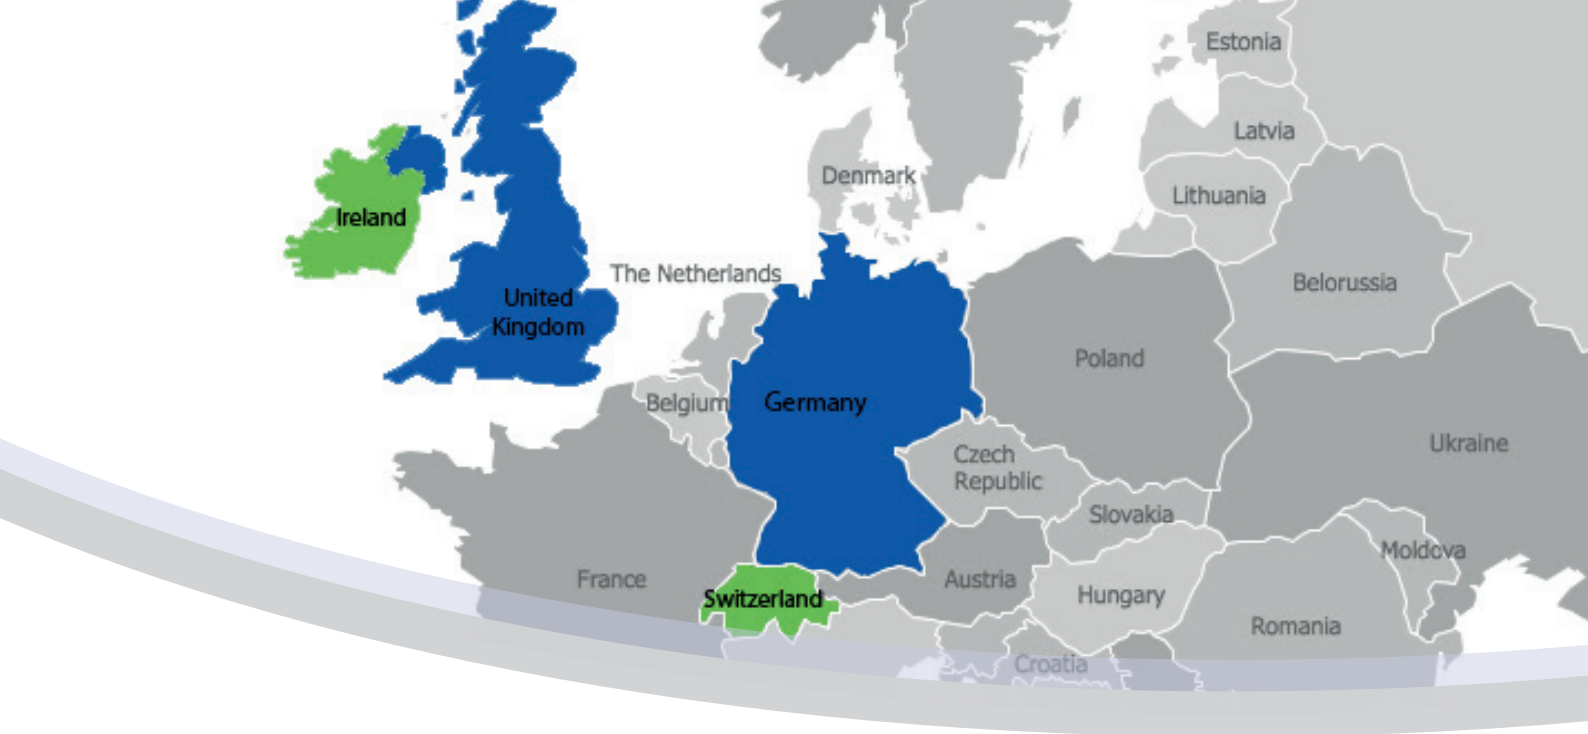 Estonia
Latvia
Denmark
Lithuania
Ireland
The Netherlands
Belorussia
United
Kingdom
Poland
Belgium
Germany
Ukraine
Czech
Republic
Slovakia
Moldova
France
Austria
Switzerland
Hungary
Romania
Croatia